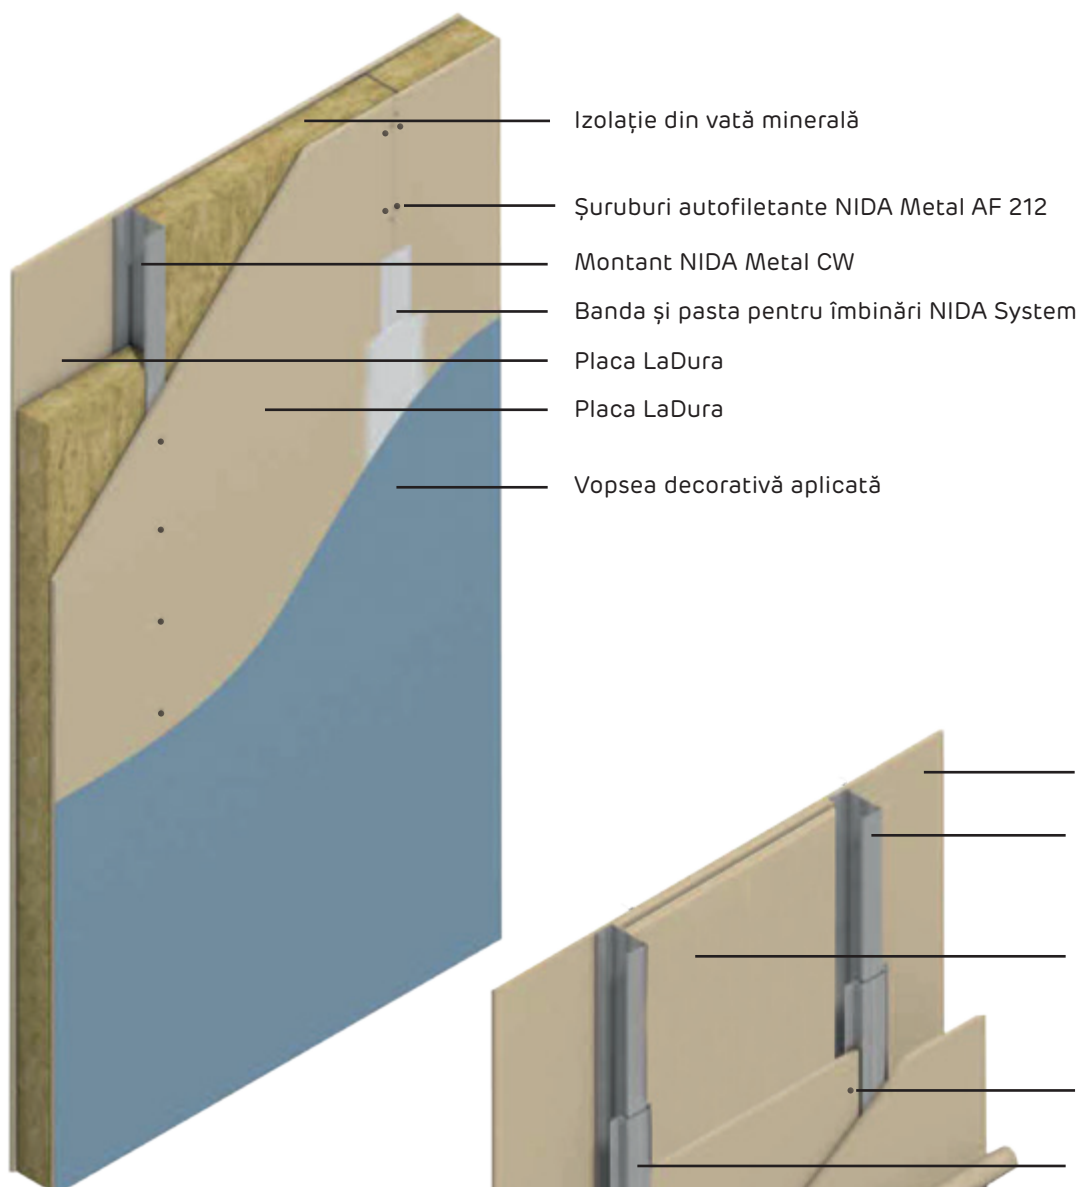 Izolație din vată minerală
Șuruburi autofiletante NIDA Metal AF 212
Montant NIDA Metal CW
Banda și pasta pentru îmbinări NIDA System
Placa LaDura
Placa LaDura
Vopsea decorativă aplicată